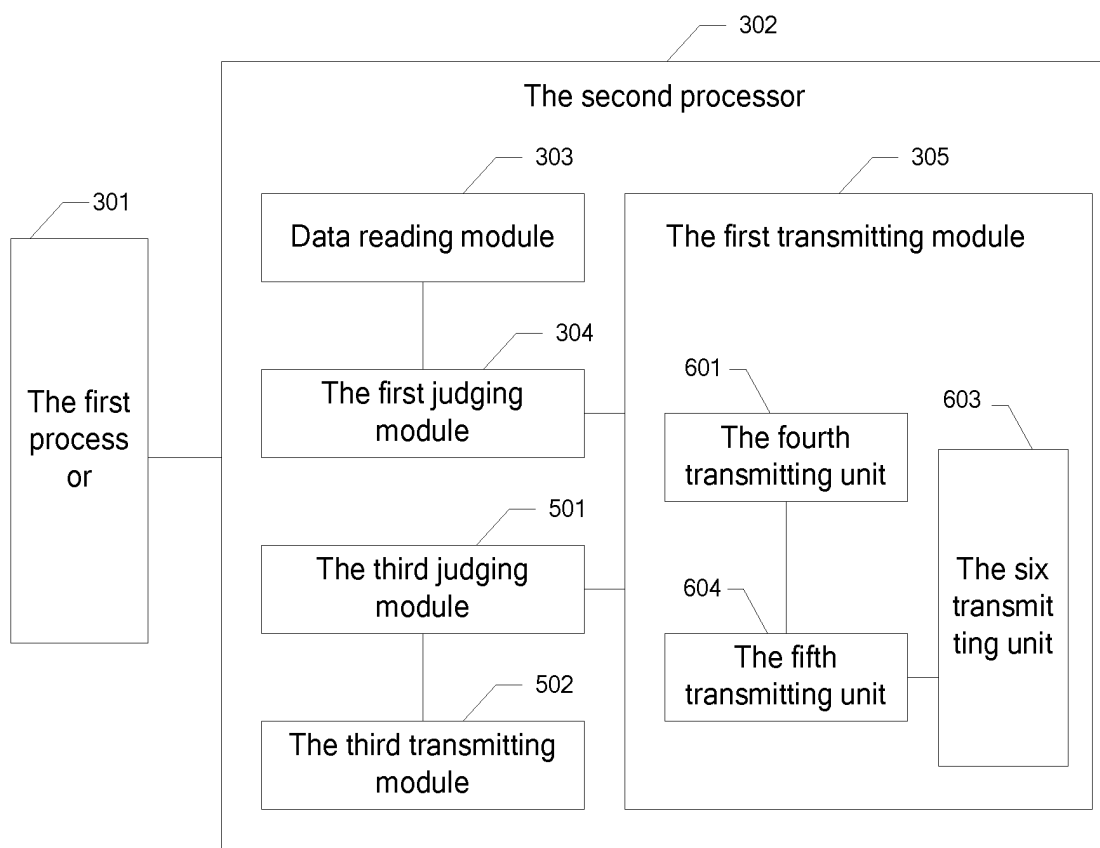 302
The second processor
303
305
301
Data reading module
The first transmitting module
304
The first judging
module
601
603
The first
process
or
The fourth
transmitting unit
501
The third judging
module
604
The six
transmit
ting unit
The fifth
transmitting unit
502
The third transmitting
module